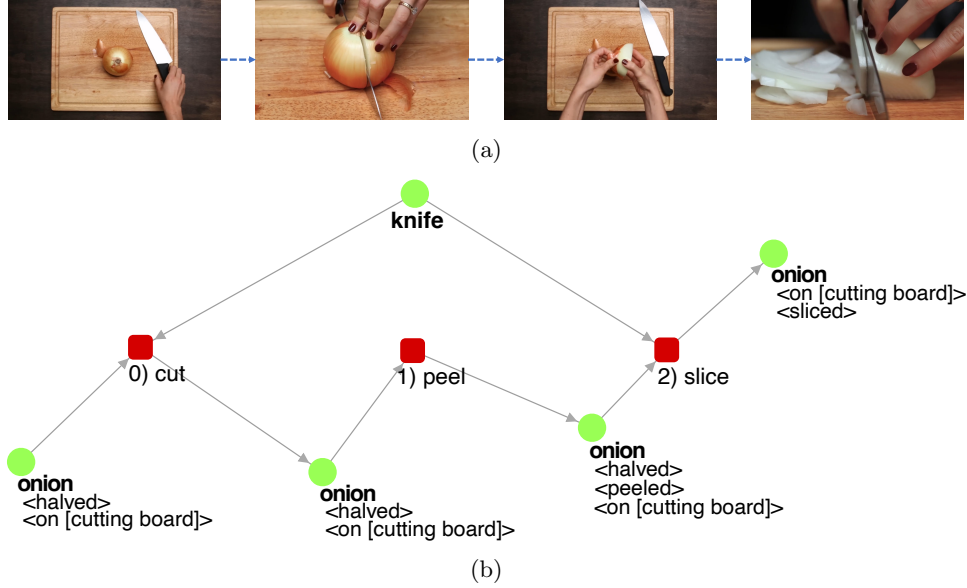 (a)
knife
onion
<on [cutting board]>
<sliced>
0) cut
1) peel
2) slice
onion
<halved>
<on [cutting board]>
onion
<halved>
<on [cutting board]>
onion
<halved>
<peeled>
<on [cutting board]>
(b)